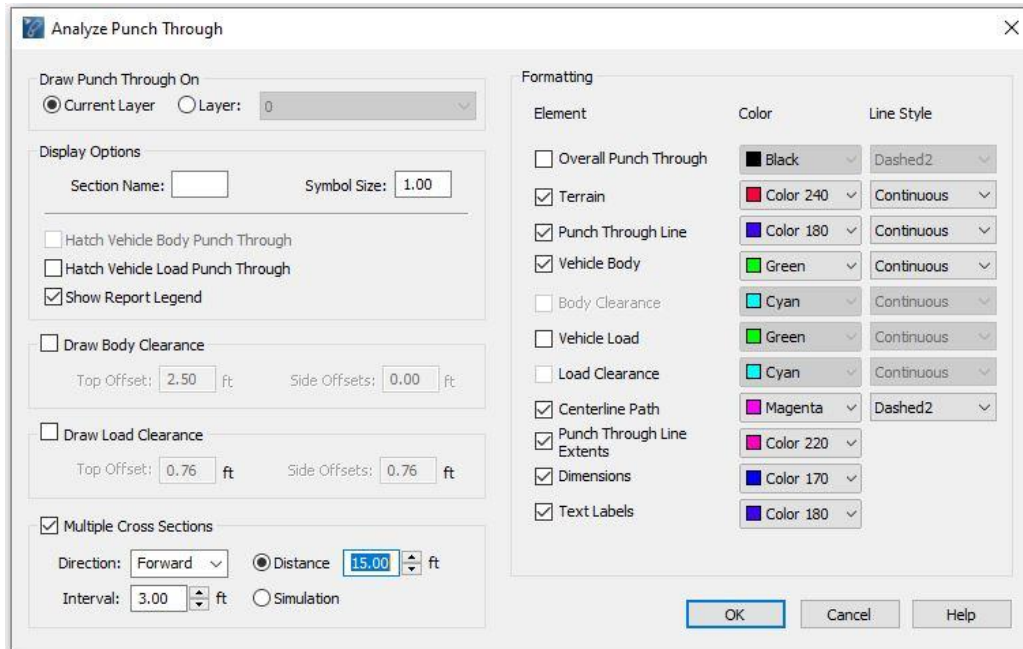 Analyze Punch Through
Draw Punch Through On
Current Layer Layer: 0
Display Options
Section Name: Symbol Size: 1.00
Hatch Vehicle Body Punch Through
Hatch Vehicle Load Punch Through
Show Report Legend
Draw Body Clearance
Top Offset: 2.50 ft Side Offsets: 0.00 ft
Draw Load Clearance
Top Offset: 0.76 ft Side Offsets: 0.76 ft
Multiple Cross Sections
Direction: Forward Distance 15.00 ft
Interval: 3.00 ft Simulation
Formatting
Element Color Line Style
Overall Punch Through Black Dashed2
Terrain Color 240 Continuous
Punch Through Line Color 180 Continuous
Vehicle Body Green Continuous
Body Clearance Cyan Continuous
Vehicle Load Green Continuous
Load Clearance Cyan Continuous
Centerline Path Magenta Dashed2
Punch Through Line
Extents Color 220
Dimensions Color 170
Text Labels Color 180
OK Cancel Help